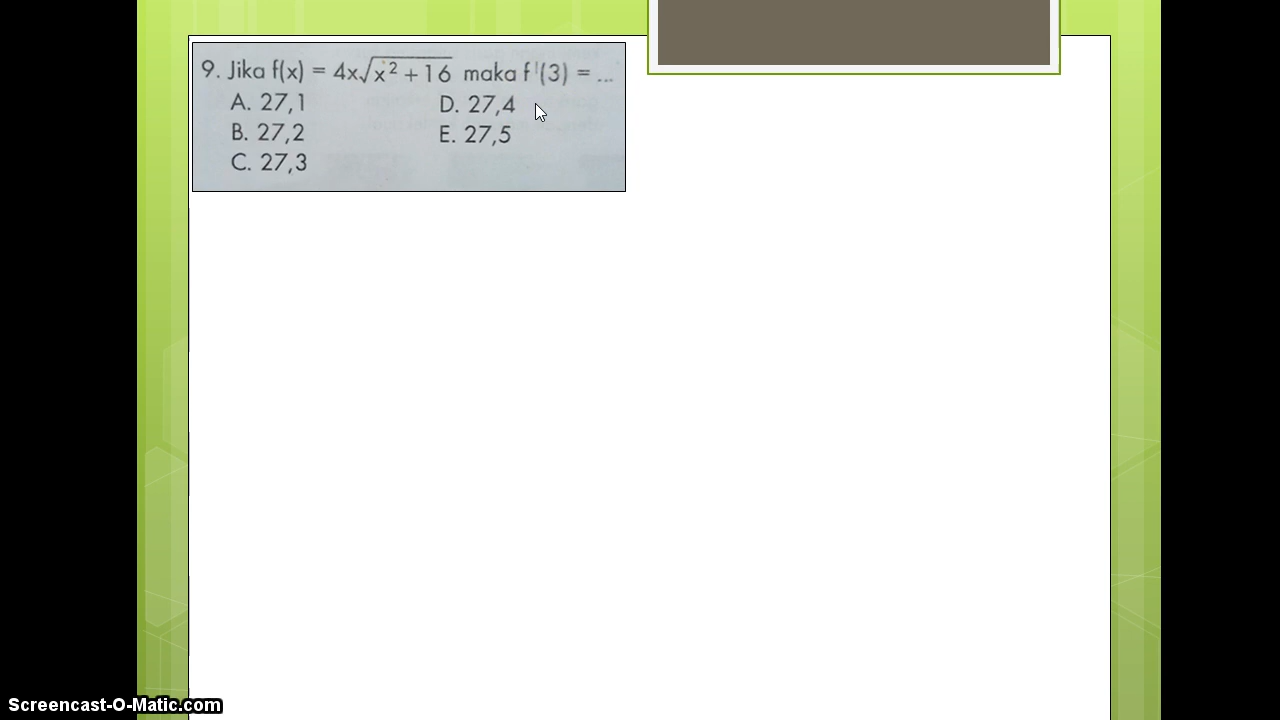 9. Jika f(x) = 4x√x² + 16 maka f'(3) = ...
A. 27,1 D. 27,4
B. 27,2 E. 27,5
C. 27,3
Screencast-O-Matic.com